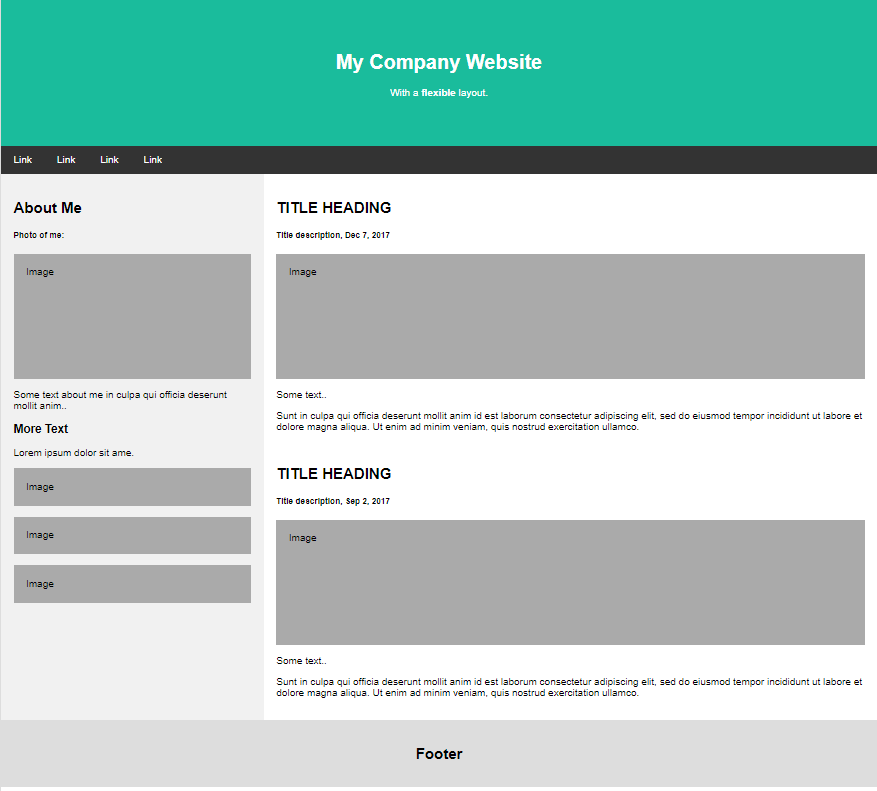 My Company Website
With a flexible layout.
Link Link Link Link
About Me
Photo of me:
Image
Some text about me in culpa qui officia deserunt
mollit anim..
More Text
Lorem ipsum dolor sit ame.
Image
Image
Image
TITLE HEADING
Title description, Dec 7, 2017
Image
Some text..
Sunt in culpa qui officia deserunt mollit anim id est laborum consectetur adipiscing elit, sed do eiusmod tempor incididunt ut labore et
dolore magna aliqua. Ut enim ad minim veniam, quis nostrud exercitation ullamco.
TITLE HEADING
Title description, Sep 2, 2017
Image
Some text..
Sunt in culpa qui officia deserunt mollit anim id est laborum consectetur adipiscing elit, sed do eiusmod tempor incididunt ut labore et
dolore magna aliqua. Ut enim ad minim veniam, quis nostrud exercitation ullamco.
Footer